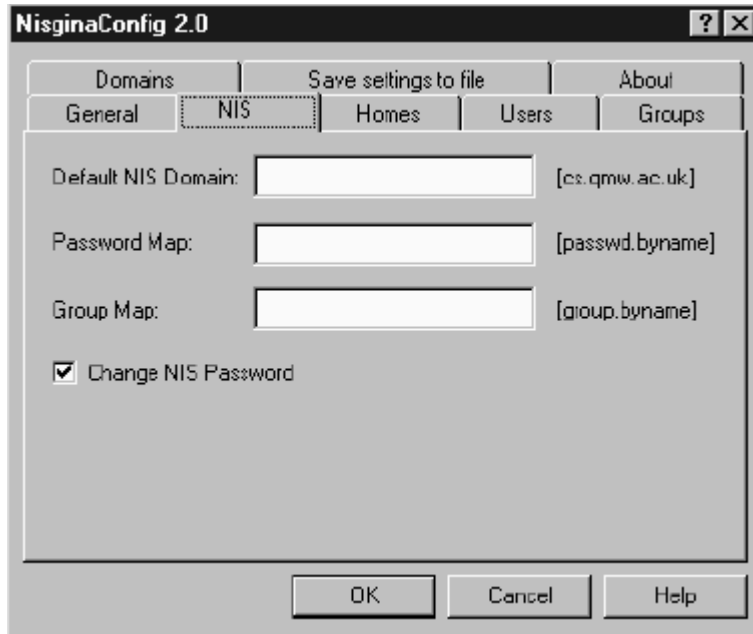 NisginaConfig 2.0
Domains Save settings to file About
General NIS Homes Users Groups
Default NIS Domain: [cs.qmw.ac.uk]
Password Map: [passwd.byname]
Group Map: [group.byname]
Change NIS Password
OK Cancel Help